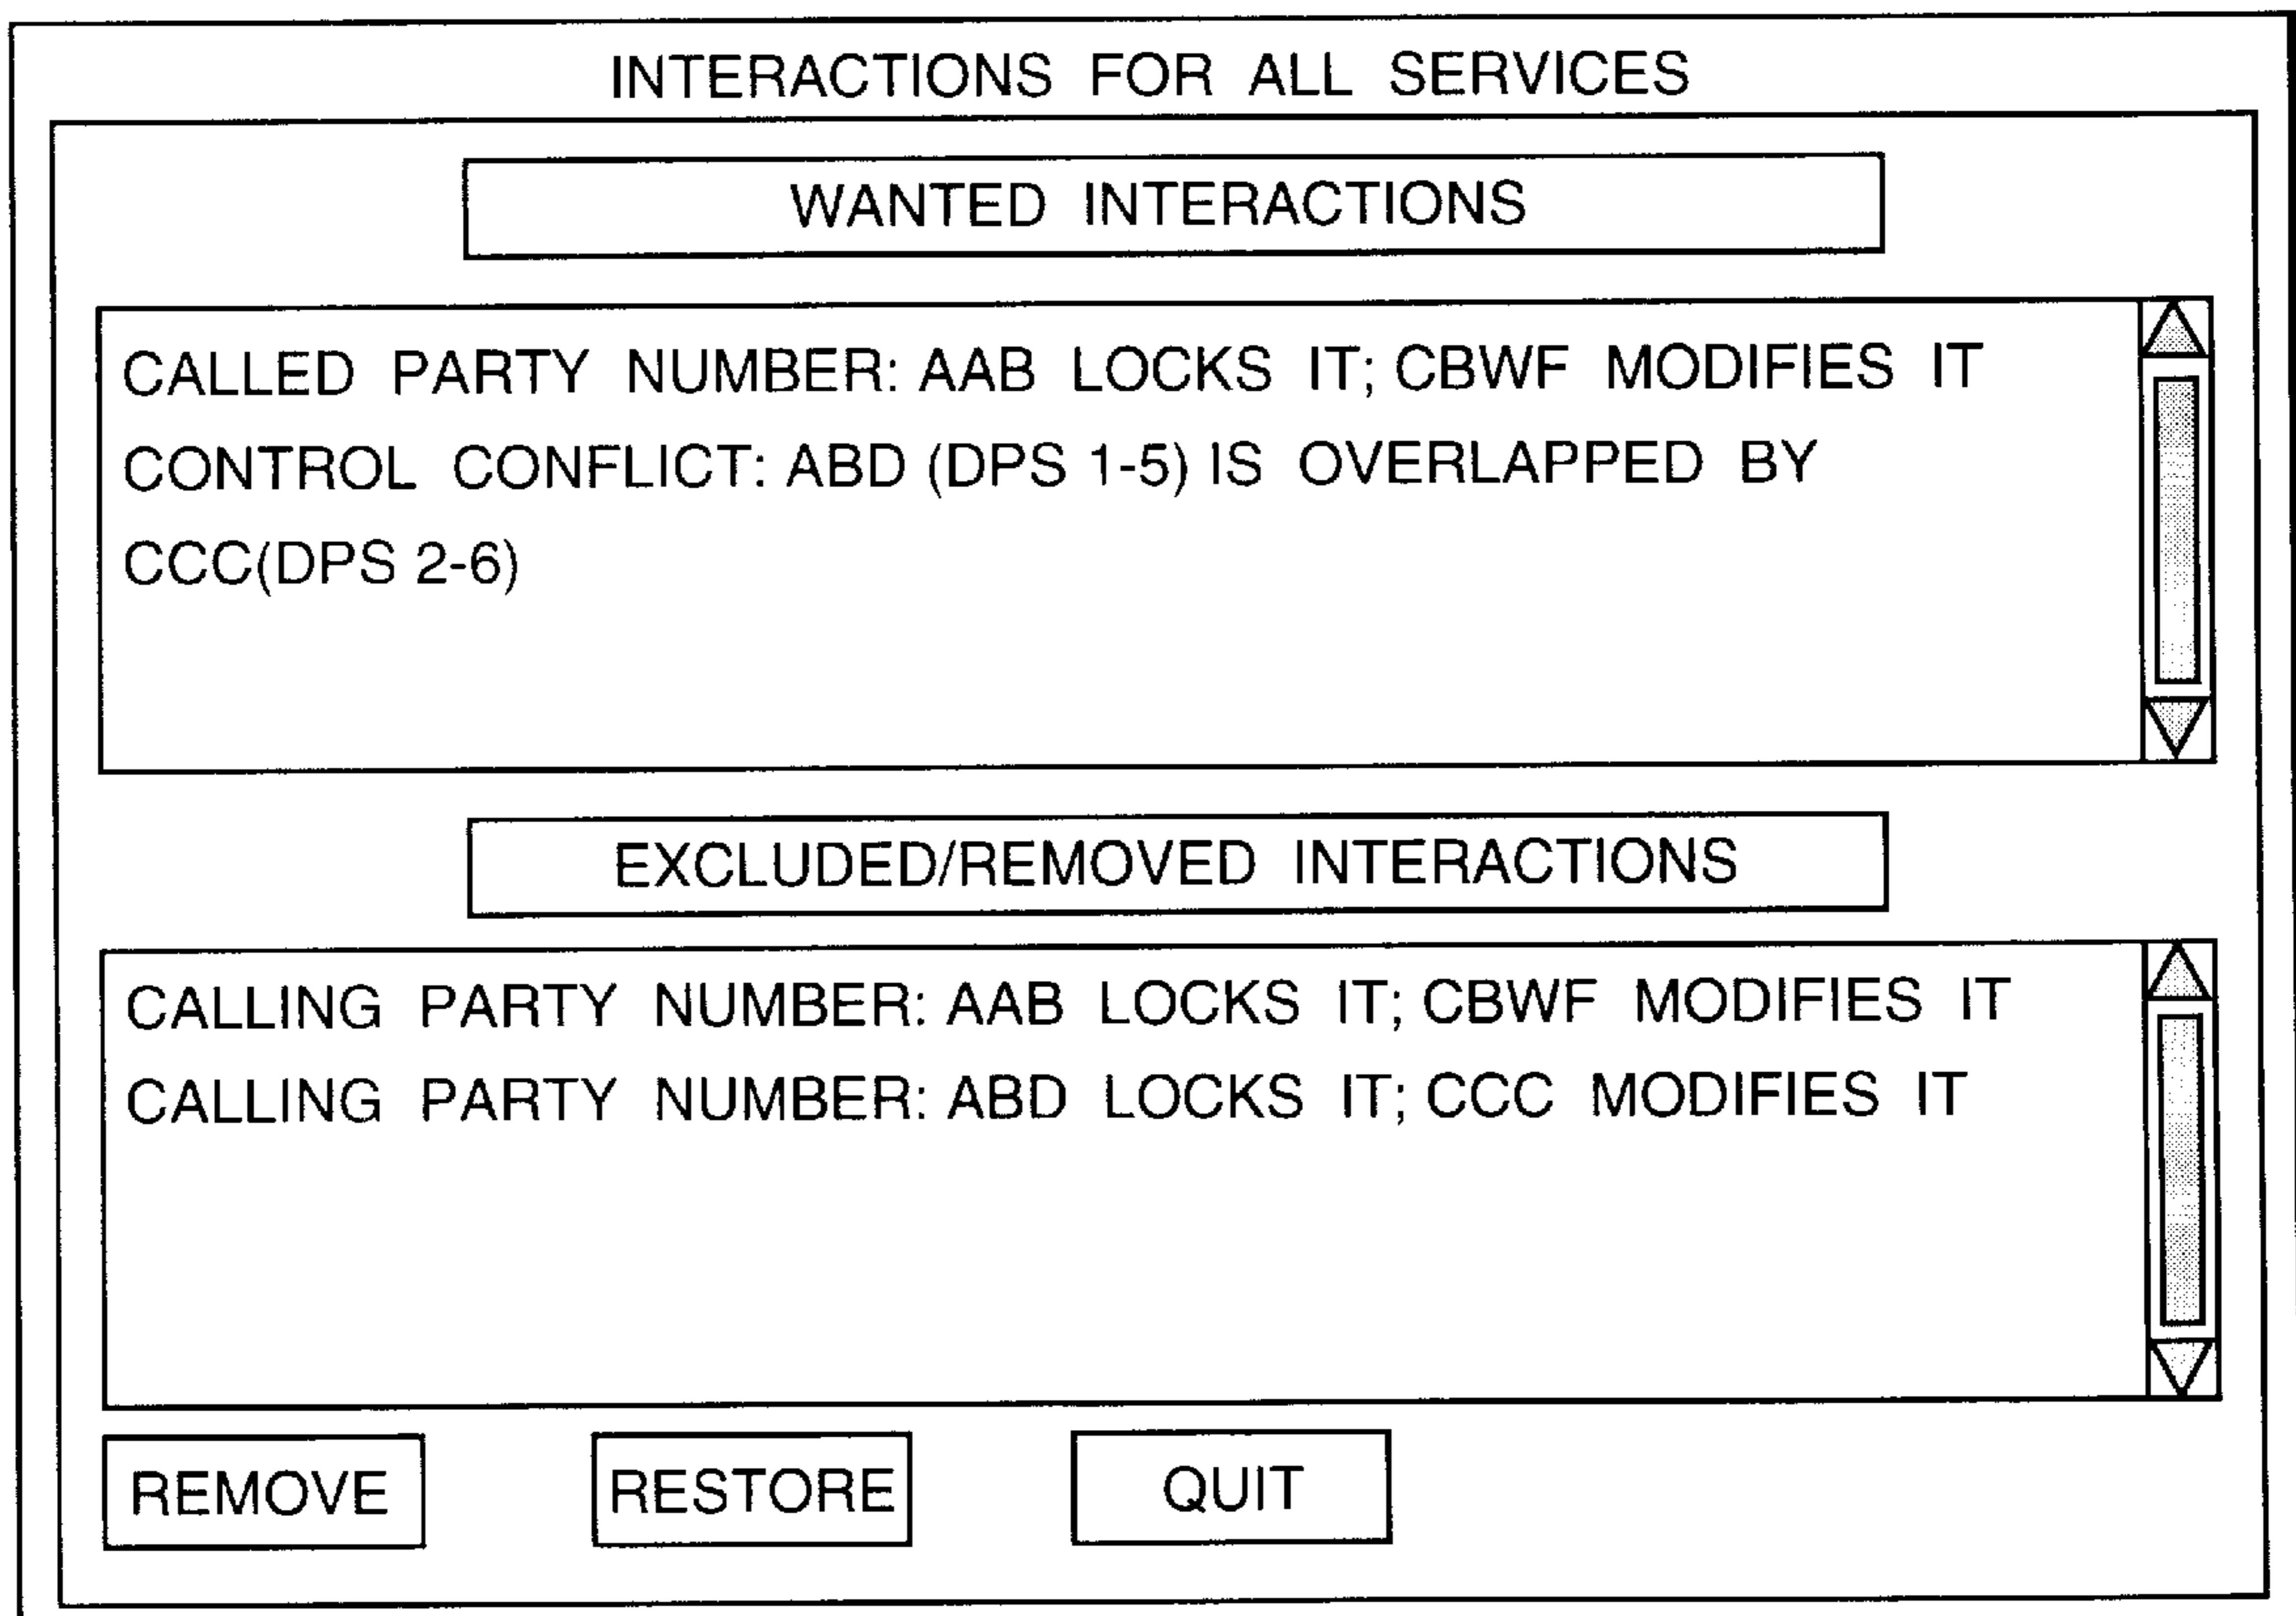 INTERACTIONS FOR ALL SERVICES
WANTED INTERACTIONS
CALLED PARTY NUMBER: AAB LOCKS IT; CBWF MODIFIES IT
CONTROL CONFLICT: ABD (DPS 1-5) IS OVERLAPPED BY
CCC(DPS 2-6)
EXCLUDED/REMOVED INTERACTIONS
CALLING PARTY NUMBER: AAB LOCKS IT; CBWF MODIFIES IT
CALLING PARTY NUMBER: ABD LOCKS IT; CCC MODIFIES IT
REMOVE RESTORE QUIT